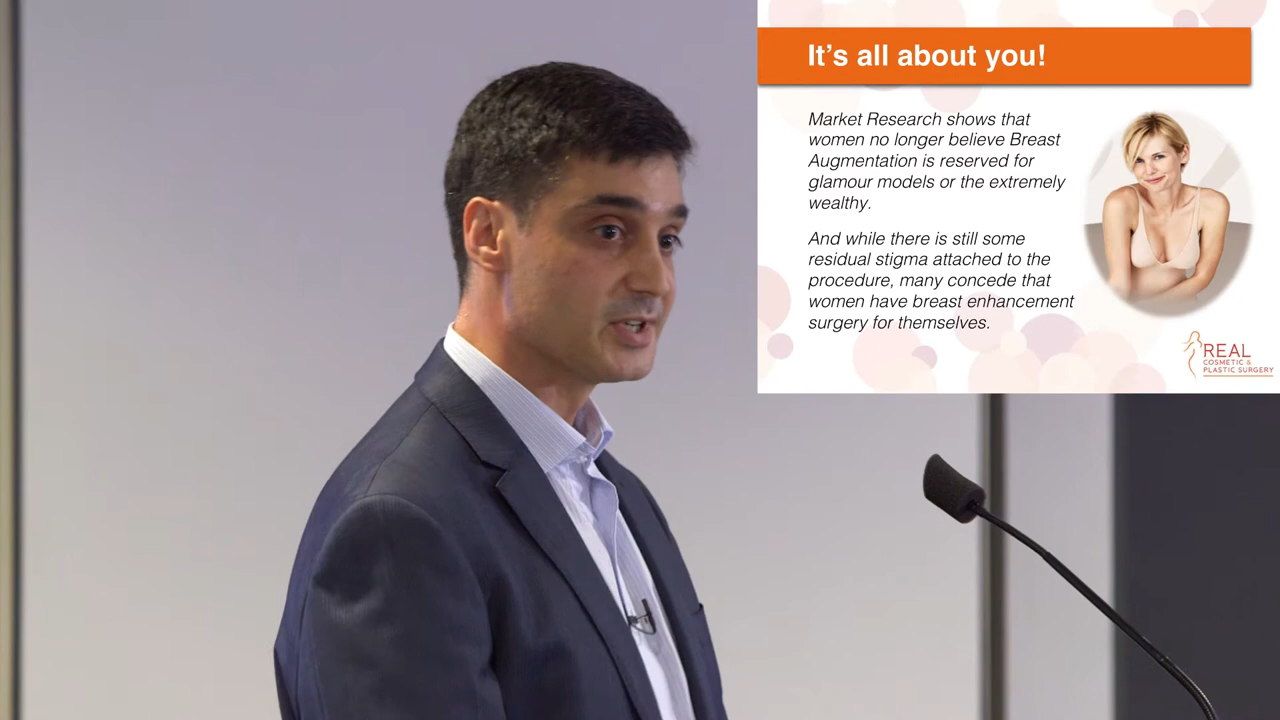 It’s all about you!
Market Research shows that
women no longer believe Breast
Augmentation is reserved for
glamour models or the extremely
wealthy.
And while there is still some
residual stigma attached to the
procedure, many concede that
women have breast enhancement
surgery for themselves.
REAL
COSMETIC &
PLASTIC SURGERY